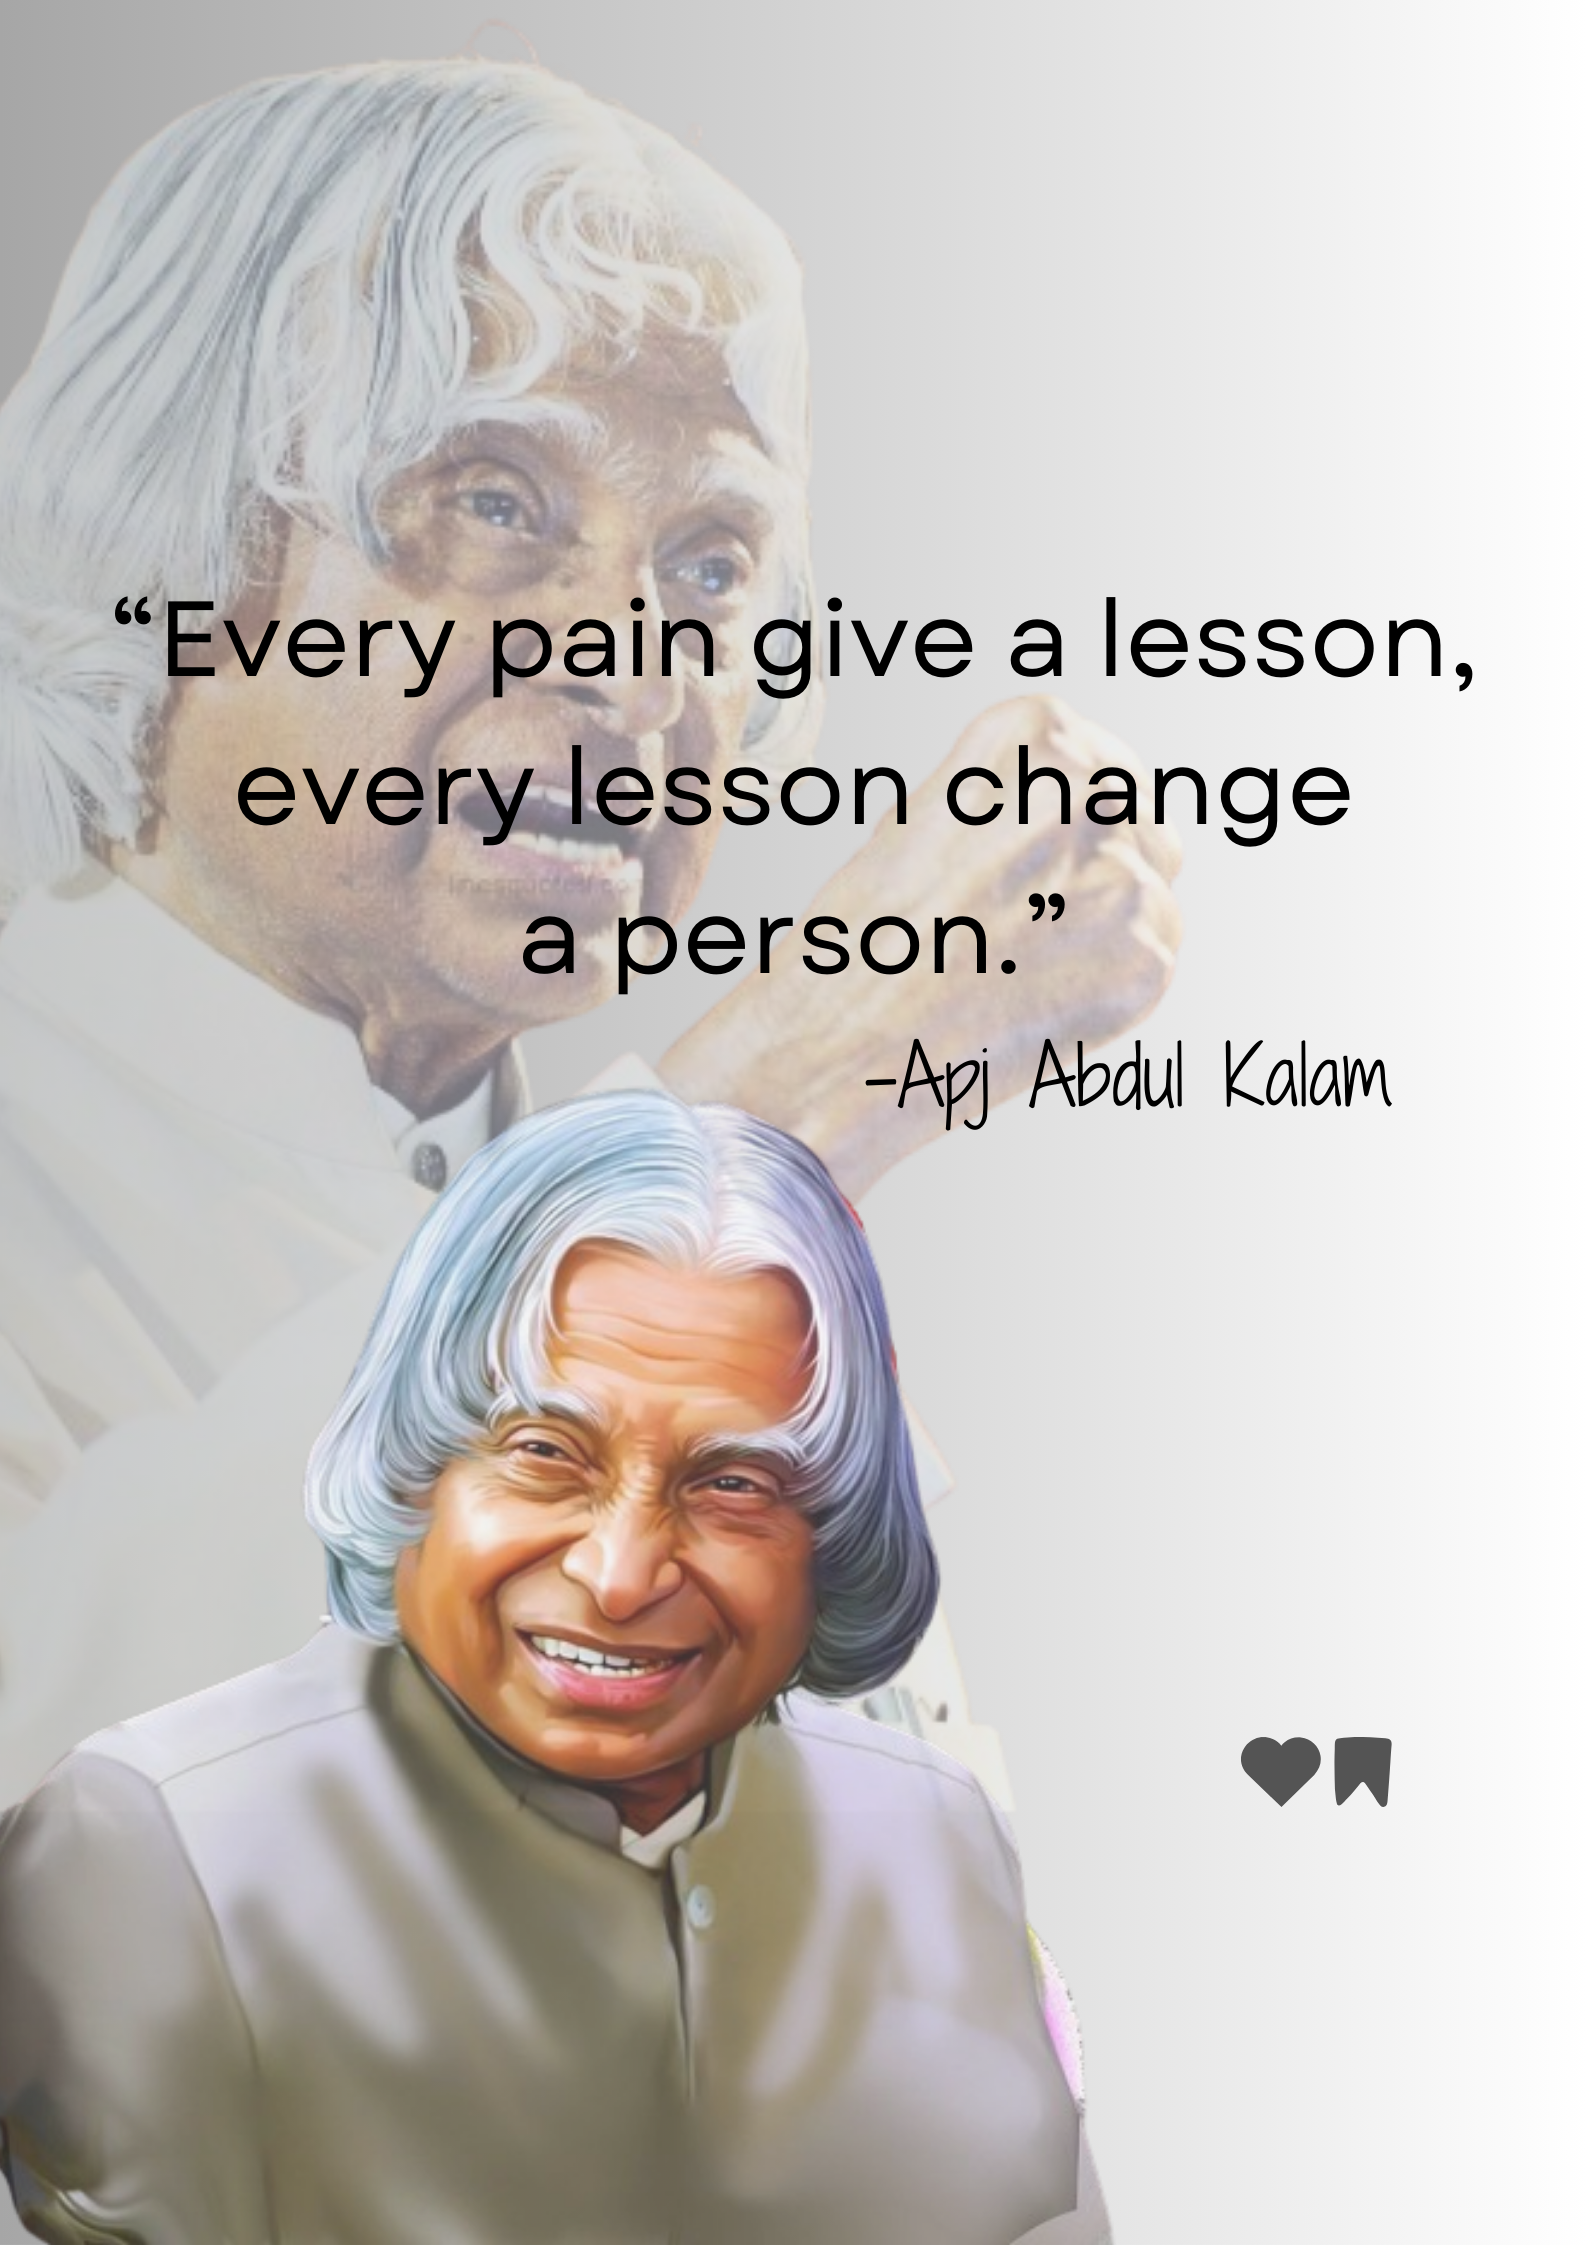 “Every pain give a lesson,
every lesson change
a person.”
-Apj Abdul Kalam